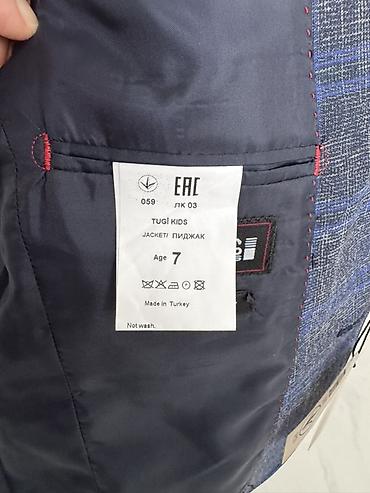 EAC
059 ЛК 03
TUGİ KIDS
JACKET/ ПИДЖАК
Age 7
Made in Turkey
Not wash.